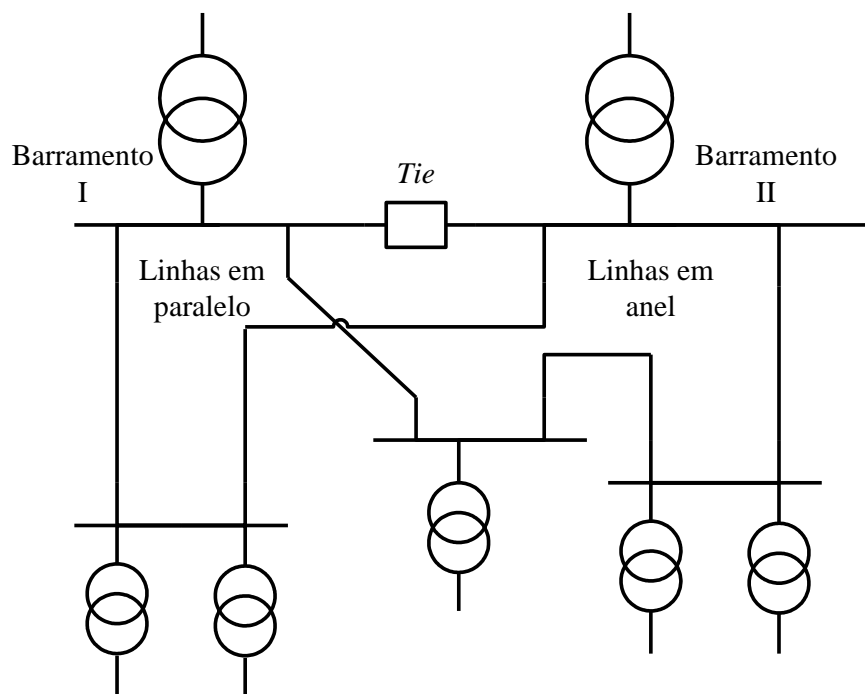 Barramento
I
Tie
Barramento
II
Linhas em
paralelo
Linhas em
anel